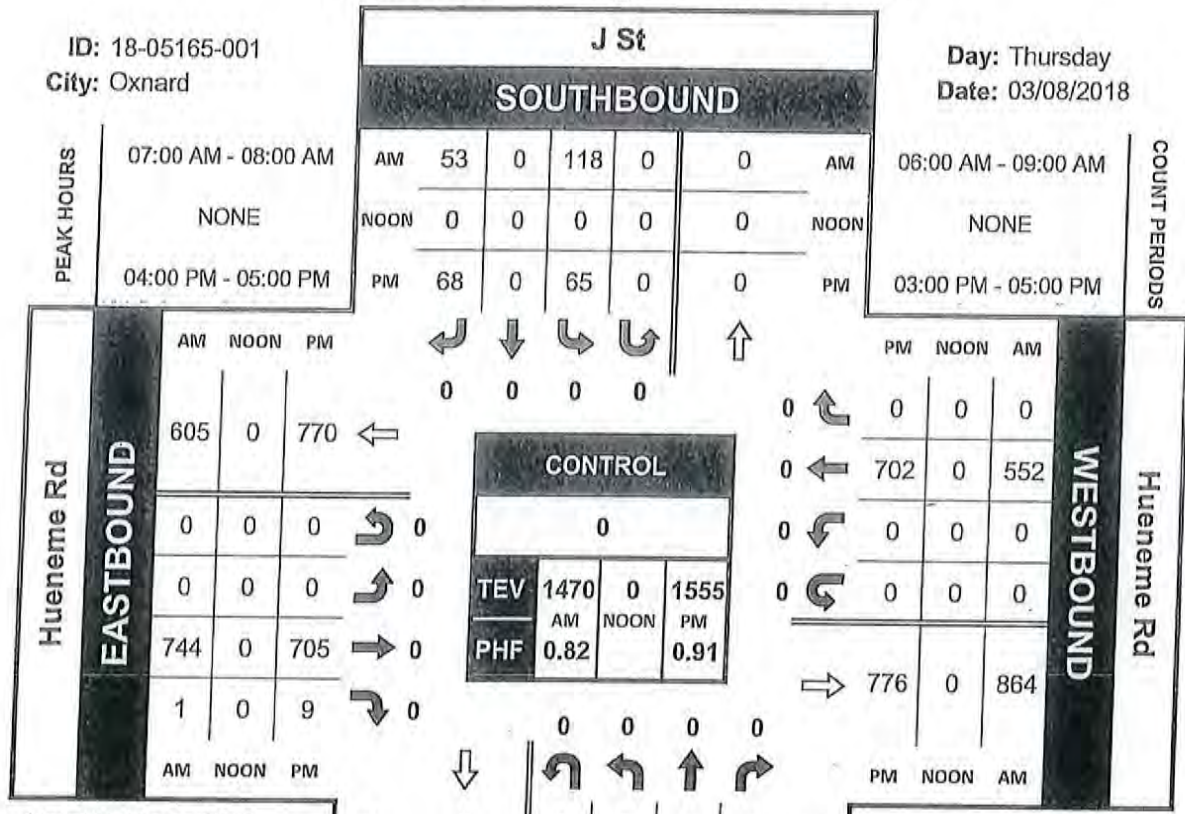 J St
ID: 18-05165-001
City: Oxnard
Day: Thursday
Date: 03/08/2018
SOUTHBOUND
PEAK HOURS
07:00 AM - 08:00 AM
NONE
04:00 PM - 05:00 PM
AM 53 0 118 0 0 AM
NOON 0 0 0 0 0 NOON
PM 68 0 65 0 0 PM
06:00 AM - 09:00 AM
NONE
03:00 PM - 05:00 PM
COUNT PERIODS
0 0 0 0
Hueneme Rd
EASTBOUND
AM NOON PM
605 0 770
0 0 0 0
0 0 0 0
744 0 705 0
1 0 9 0
AM NOON PM
CONTROL
0
TEV 1470 0 1555
AM NOON PM
PHF 0.82 0.91
PM NOON AM
0 0 0 0
0 702 0 552
0 0 0 0
0 0 0 0
776 0 864
PM NOON AM
WESTBOUND
Hueneme Rd
0 0 0 0